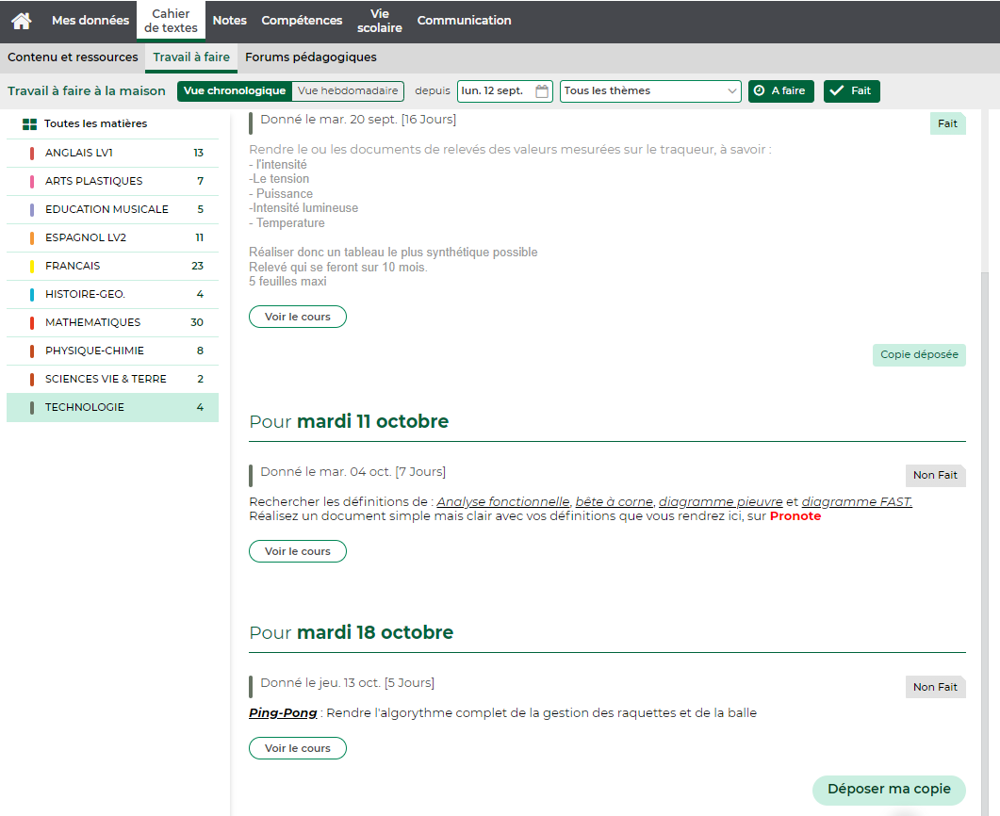 Mes données
Cahier
de textes
Notes
Compétences
Vie
scolaire
Communication
Contenu et ressources
Travail à faire
Forums pédagogiques
Travail à faire à la maison
Vue chronologique
Vue hebdomadaire
depuis
lun. 12 sept.
Tous les thèmes
A faire
Fait
Toutes les matières
ANGLAIS LV1 13
ARTS PLASTIQUES 7
EDUCATION MUSICALE 5
ESPAGNOL LV2 11
FRANCAIS 23
HISTOIRE-GEO. 4
MATHEMATIQUES 30
PHYSIQUE-CHIMIE 8
SCIENCES VIE & TERRE 2
TECHNOLOGIE 4
Donné le mar. 20 sept. [16 Jours]
Fait
Rendre le ou les documents de relevés des valeurs mesurées sur le traqueur, à savoir :
- l'intensité
-Le tension
- Puissance
-Intensité lumineuse
- Temperature
Réaliser donc un tableau le plus synthétique possible
Relevé qui se feront sur 10 mois.
5 feuilles maxi
Voir le cours
Copie déposée
Pour mardi 11 octobre
Donné le mar. 04 oct. [7 Jours]
Non Fait
Rechercher les définitions de : Analyse fonctionnelle, bête à corne, diagramme pieuvre et diagramme FAST.
Réalisez un document simple mais clair avec vos définitions que vous rendrez ici, sur Pronote
Voir le cours
Pour mardi 18 octobre
Donné le jeu. 13 oct. [5 Jours]
Non Fait
Ping-Pong : Rendre l'algorythme complet de la gestion des raquettes et de la balle
Voir le cours
Déposer ma copie